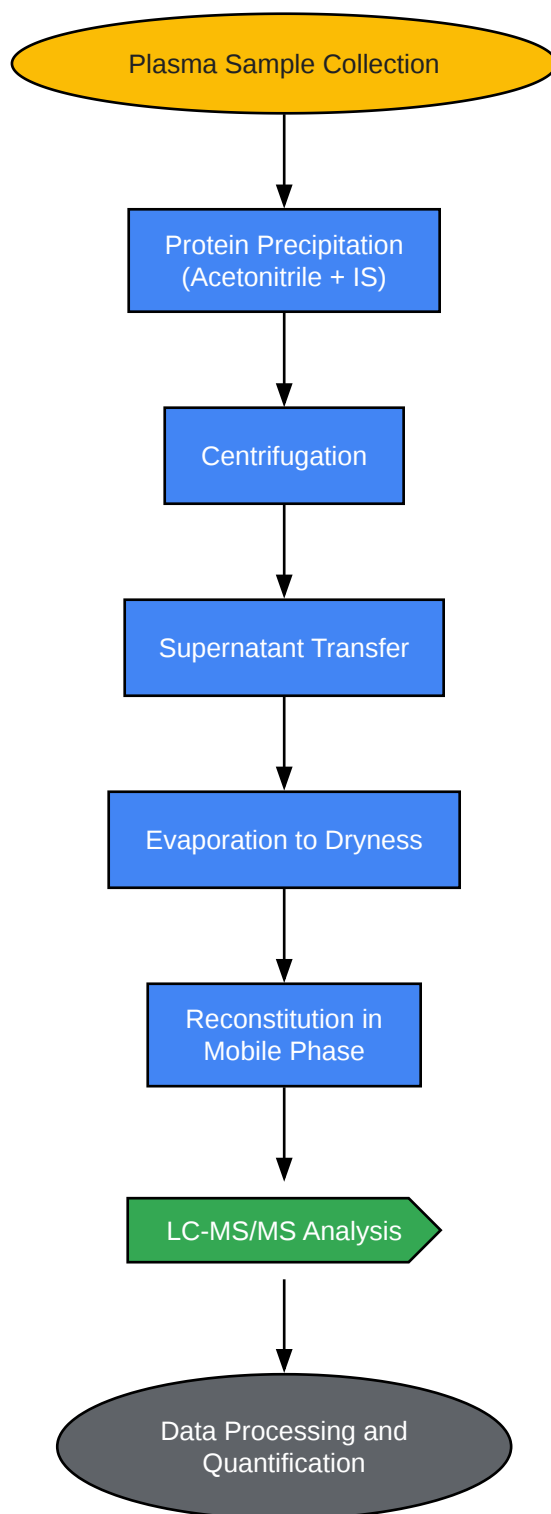 Plasma Sample Collection
Protein Precipitation
(Acetonitrile + IS)
Centrifugation
Supernatant Transfer
Evaporation to Dryness
Reconstitution in
Mobile Phase
LC-MS/MS Analysis
Data Processing and
Quantification